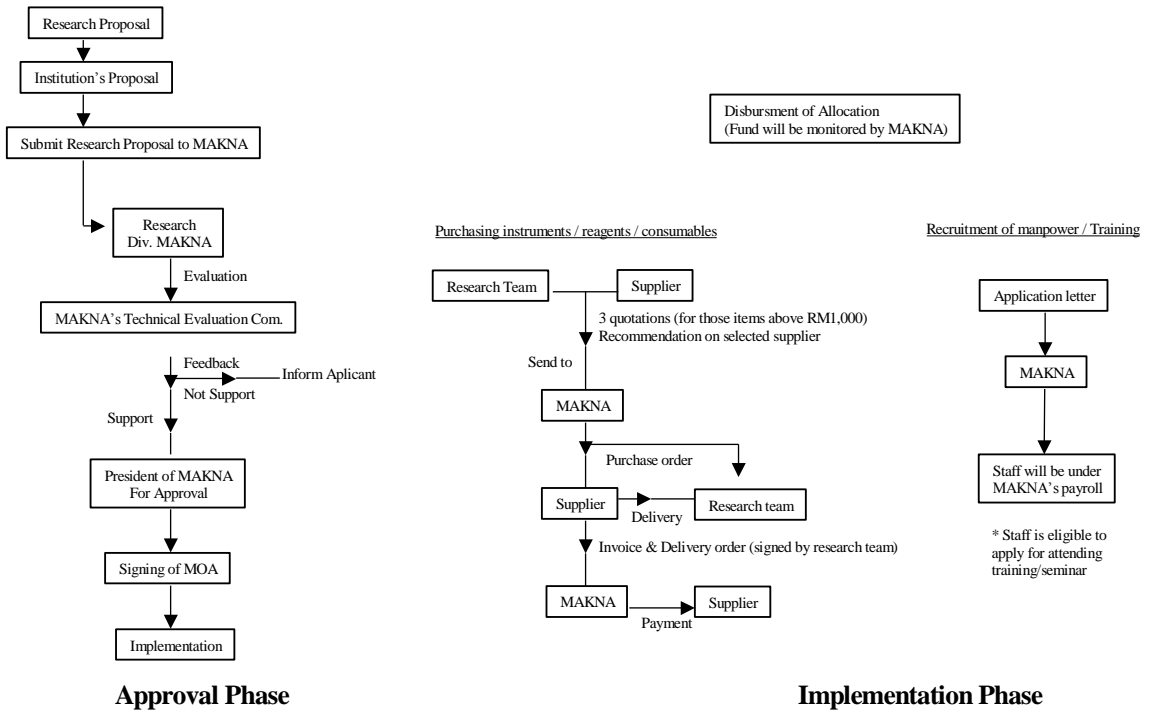 Research Proposal
Institution's Proposal
Submit Research Proposal to MAKNA
Research
Div. MAKNA
Evaluation
MAKNA's Technical Evaluation Com.
Feedback
Inform Aplicant
Not Support
Support
President of MAKNA
For Approval
Signing of MOA
Implementation
Approval Phase
Disbursment of Allocation
(Fund will be monitored by MAKNA)
Purchasing instruments / reagents / consumables
Research Team
Supplier
3 quotations (for those items above RM1,000)
Recommendation on selected supplier
Send to
MAKNA
Purchase order
Supplier
Delivery
Research team
Invoice & Delivery order (signed by research team)
MAKNA
Payment
Supplier
Recruitment of manpower / Training
Application letter
MAKNA
Staff will be under
MAKNA's payroll
* Staff is eligible to
apply for attending
training/seminar
Implementation Phase